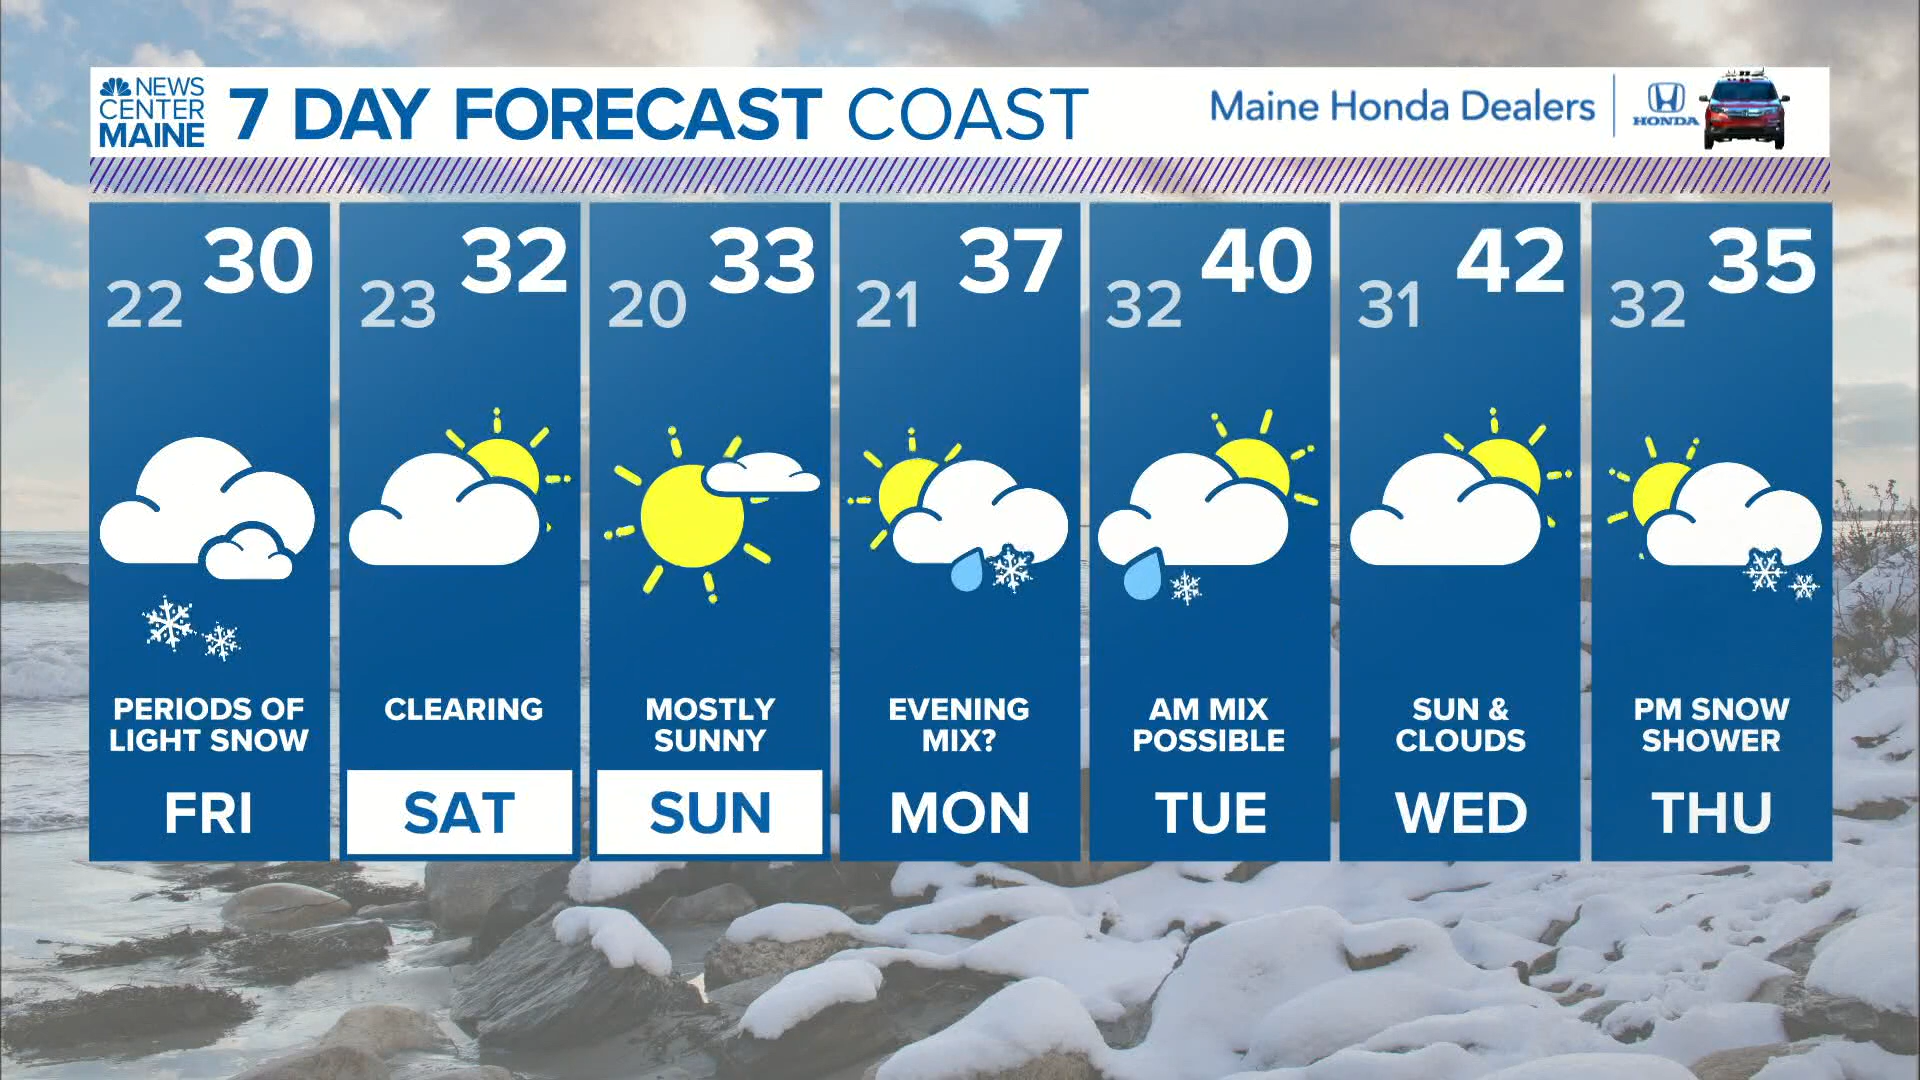 NEWS
CENTER
MAINE
7 DAY FORECAST COAST
Maine Honda Dealers
HONDA
22 30
PERIODS OF
LIGHT SNOW
FRI
23 32
CLEARING
SAT
20 33
MOSTLY
SUNNY
SUN
21 37
EVENING
MIX?
MON
32 40
AM MIX
POSSIBLE
TUE
31 42
SUN &
CLOUDS
WED
32 35
PM SNOW
SHOWER
THU